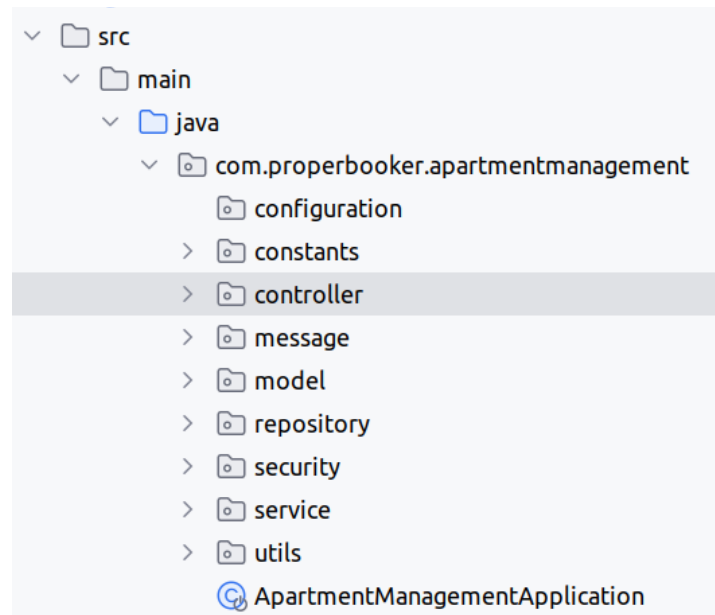 src
main
java
com.properbooker.apartmentmanagement
configuration
constants
controller
message
model
repository
security
service
utils
ApartmentManagementApplication